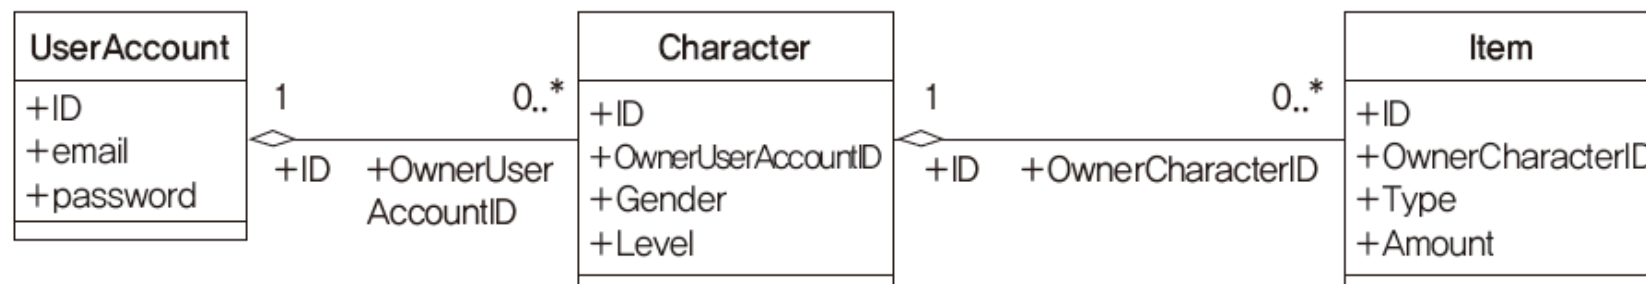 UserAccount
+ID
+email
+password
1
0..*
+ID
+OwnerUser
AccountID
Character
+ID
+OwnerUserAccountID
+Gender
+Level
1
0..*
+ID
+OwnerCharacterID
Item
+ID
+OwnerCharacterID
+Type
+Amount